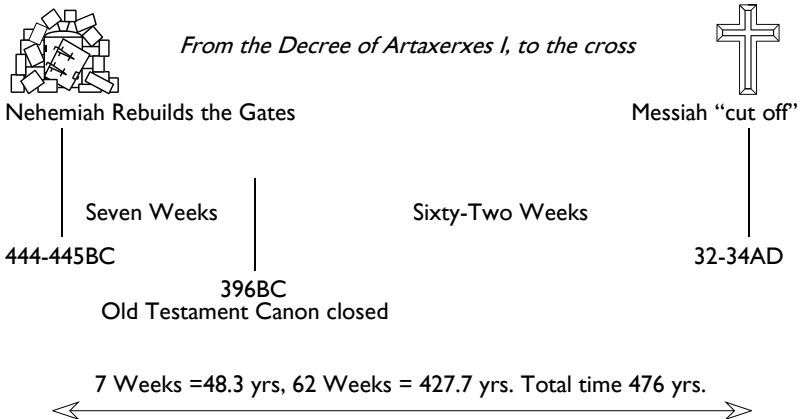 From the Decree of Artaxerxes I, to the cross
Nehemiah Rebuilds the Gates
Messiah “cut off”
Seven Weeks
Sixty-Two Weeks
444-445BC
32-34AD
396BC
Old Testament Canon closed
7 Weeks =48.3 yrs, 62 Weeks = 427.7 yrs. Total time 476 yrs.